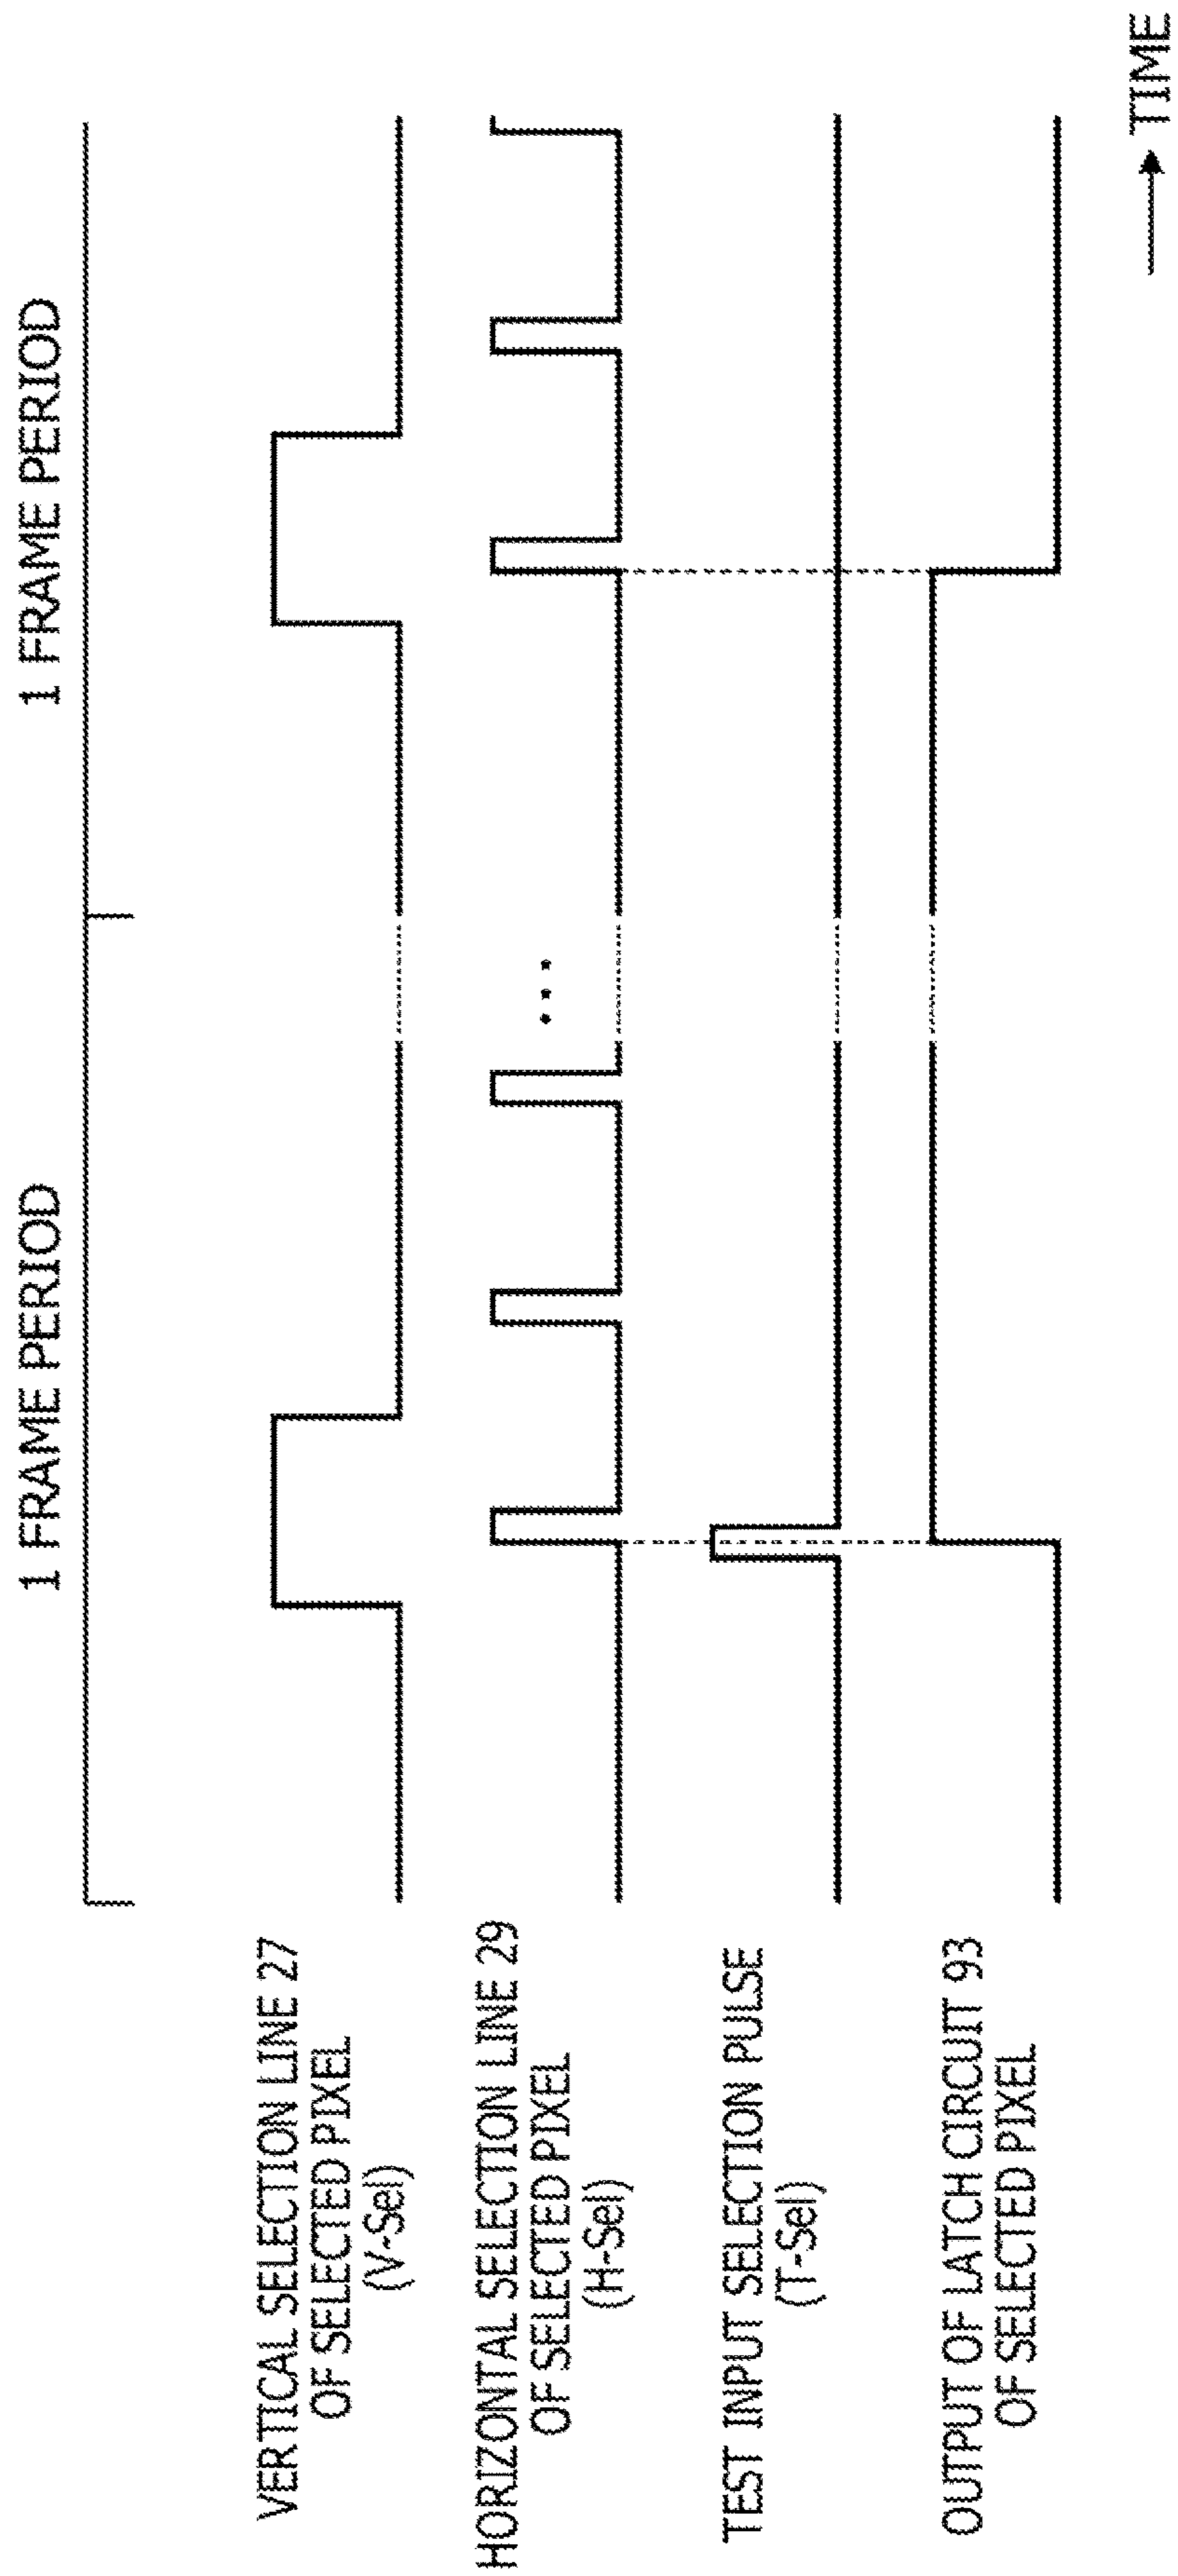 1 FRAME PERIOD
1 FRAME PERIOD
VERTICAL SELECTION LINE 27
OF SELECTED PIXEL
(V-Sel)
HORIZONTAL SELECTION LINE 29
OF SELECTED PIXEL
(H-Sel)
TEST INPUT SELECTION PULSE
(T-Sel)
OUTPUT OF LATCH CIRCUIT 93
OF SELECTED PIXEL
TIME